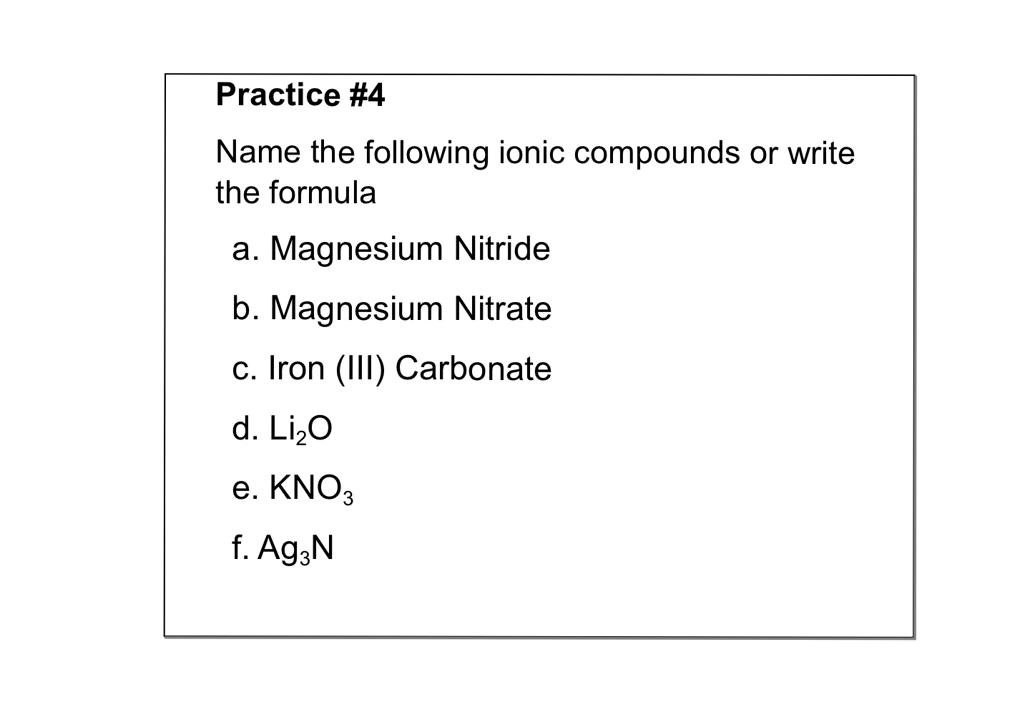 Practice #4
Name the following ionic compounds or write
the formula
a. Magnesium Nitride
b. Magnesium Nitrate
c. Iron (III) Carbonate
d. Li₂O
e. KNO₃
f. Ag₃N